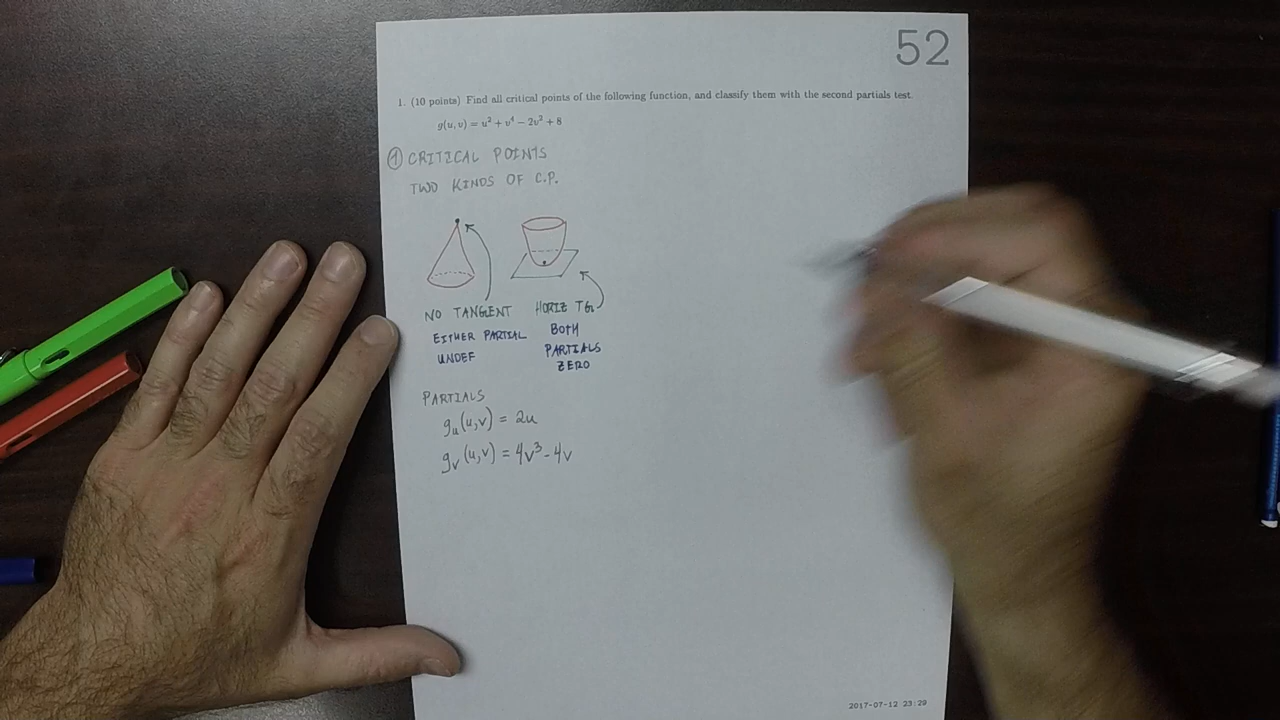 52
1. (10 points) Find all critical points of the following function, and classify them with the second partials test.
g(u, v) = u² + v⁴ − 2v² + 8
① CRITICAL POINTS
TWO KINDS OF C.P.
NO TANGENT HORIZ TG
EITHER PARTIAL UNDEF
BOTH PARTIALS ZERO
PARTIALS
gᵤ(u,v) = 2u
gᵥ(u,v) = 4v³ - 4v
2017-07-12 23:29